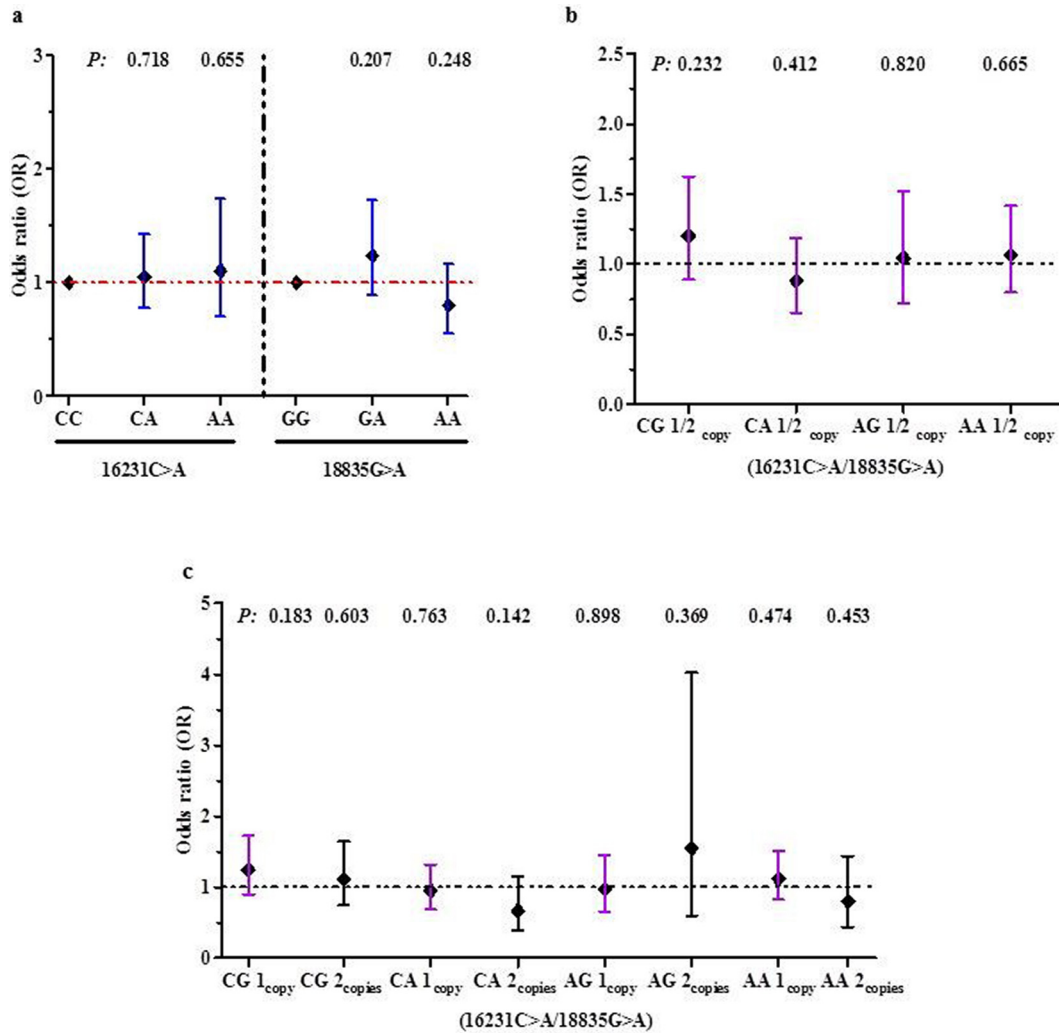 a
P: 0.718 0.655 0.207 0.248
3
2
1
0
Odds ratio (OR)
CC CA AA GG GA AA
16231C>A 18835G>A
b
P: 0.232 0.412 0.820 0.665
2.5
2.0
1.5
1.0
0.5
0.0
Odds ratio (OR)
CG 1/2 copy CA 1/2 copy AG 1/2 copy AA 1/2 copy
(16231C>A/18835G>A)
c
P: 0.183 0.603 0.763 0.142 0.898 0.369 0.474 0.453
5
4
3
2
1
0
Odds ratio (OR)
CG 1copy CG 2copies CA 1copy CA 2copies AG 1copy AG 2copies AA 1copy AA 2copies
(16231C>A/18835G>A)